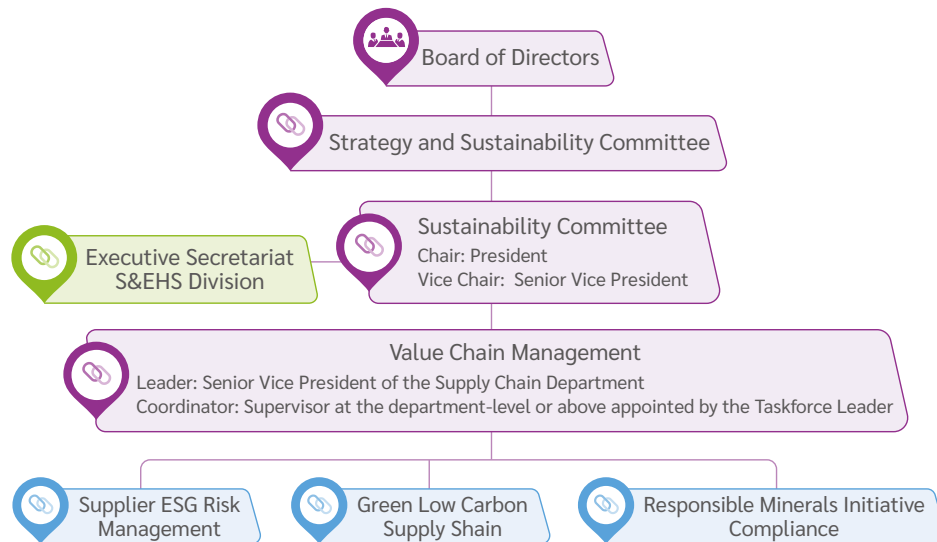 Board of Directors
Strategy and Sustainability Committee
Sustainability Committee
Chair: President
Vice Chair: Senior Vice President
Executive Secretariat
S&EHS Division
Value Chain Management
Leader: Senior Vice President of the Supply Chain Department
Coordinator: Supervisor at the department-level or above appointed by the Taskforce Leader
Supplier ESG Risk
Management
Green Low Carbon
Supply Shain
Responsible Minerals Initiative
Compliance